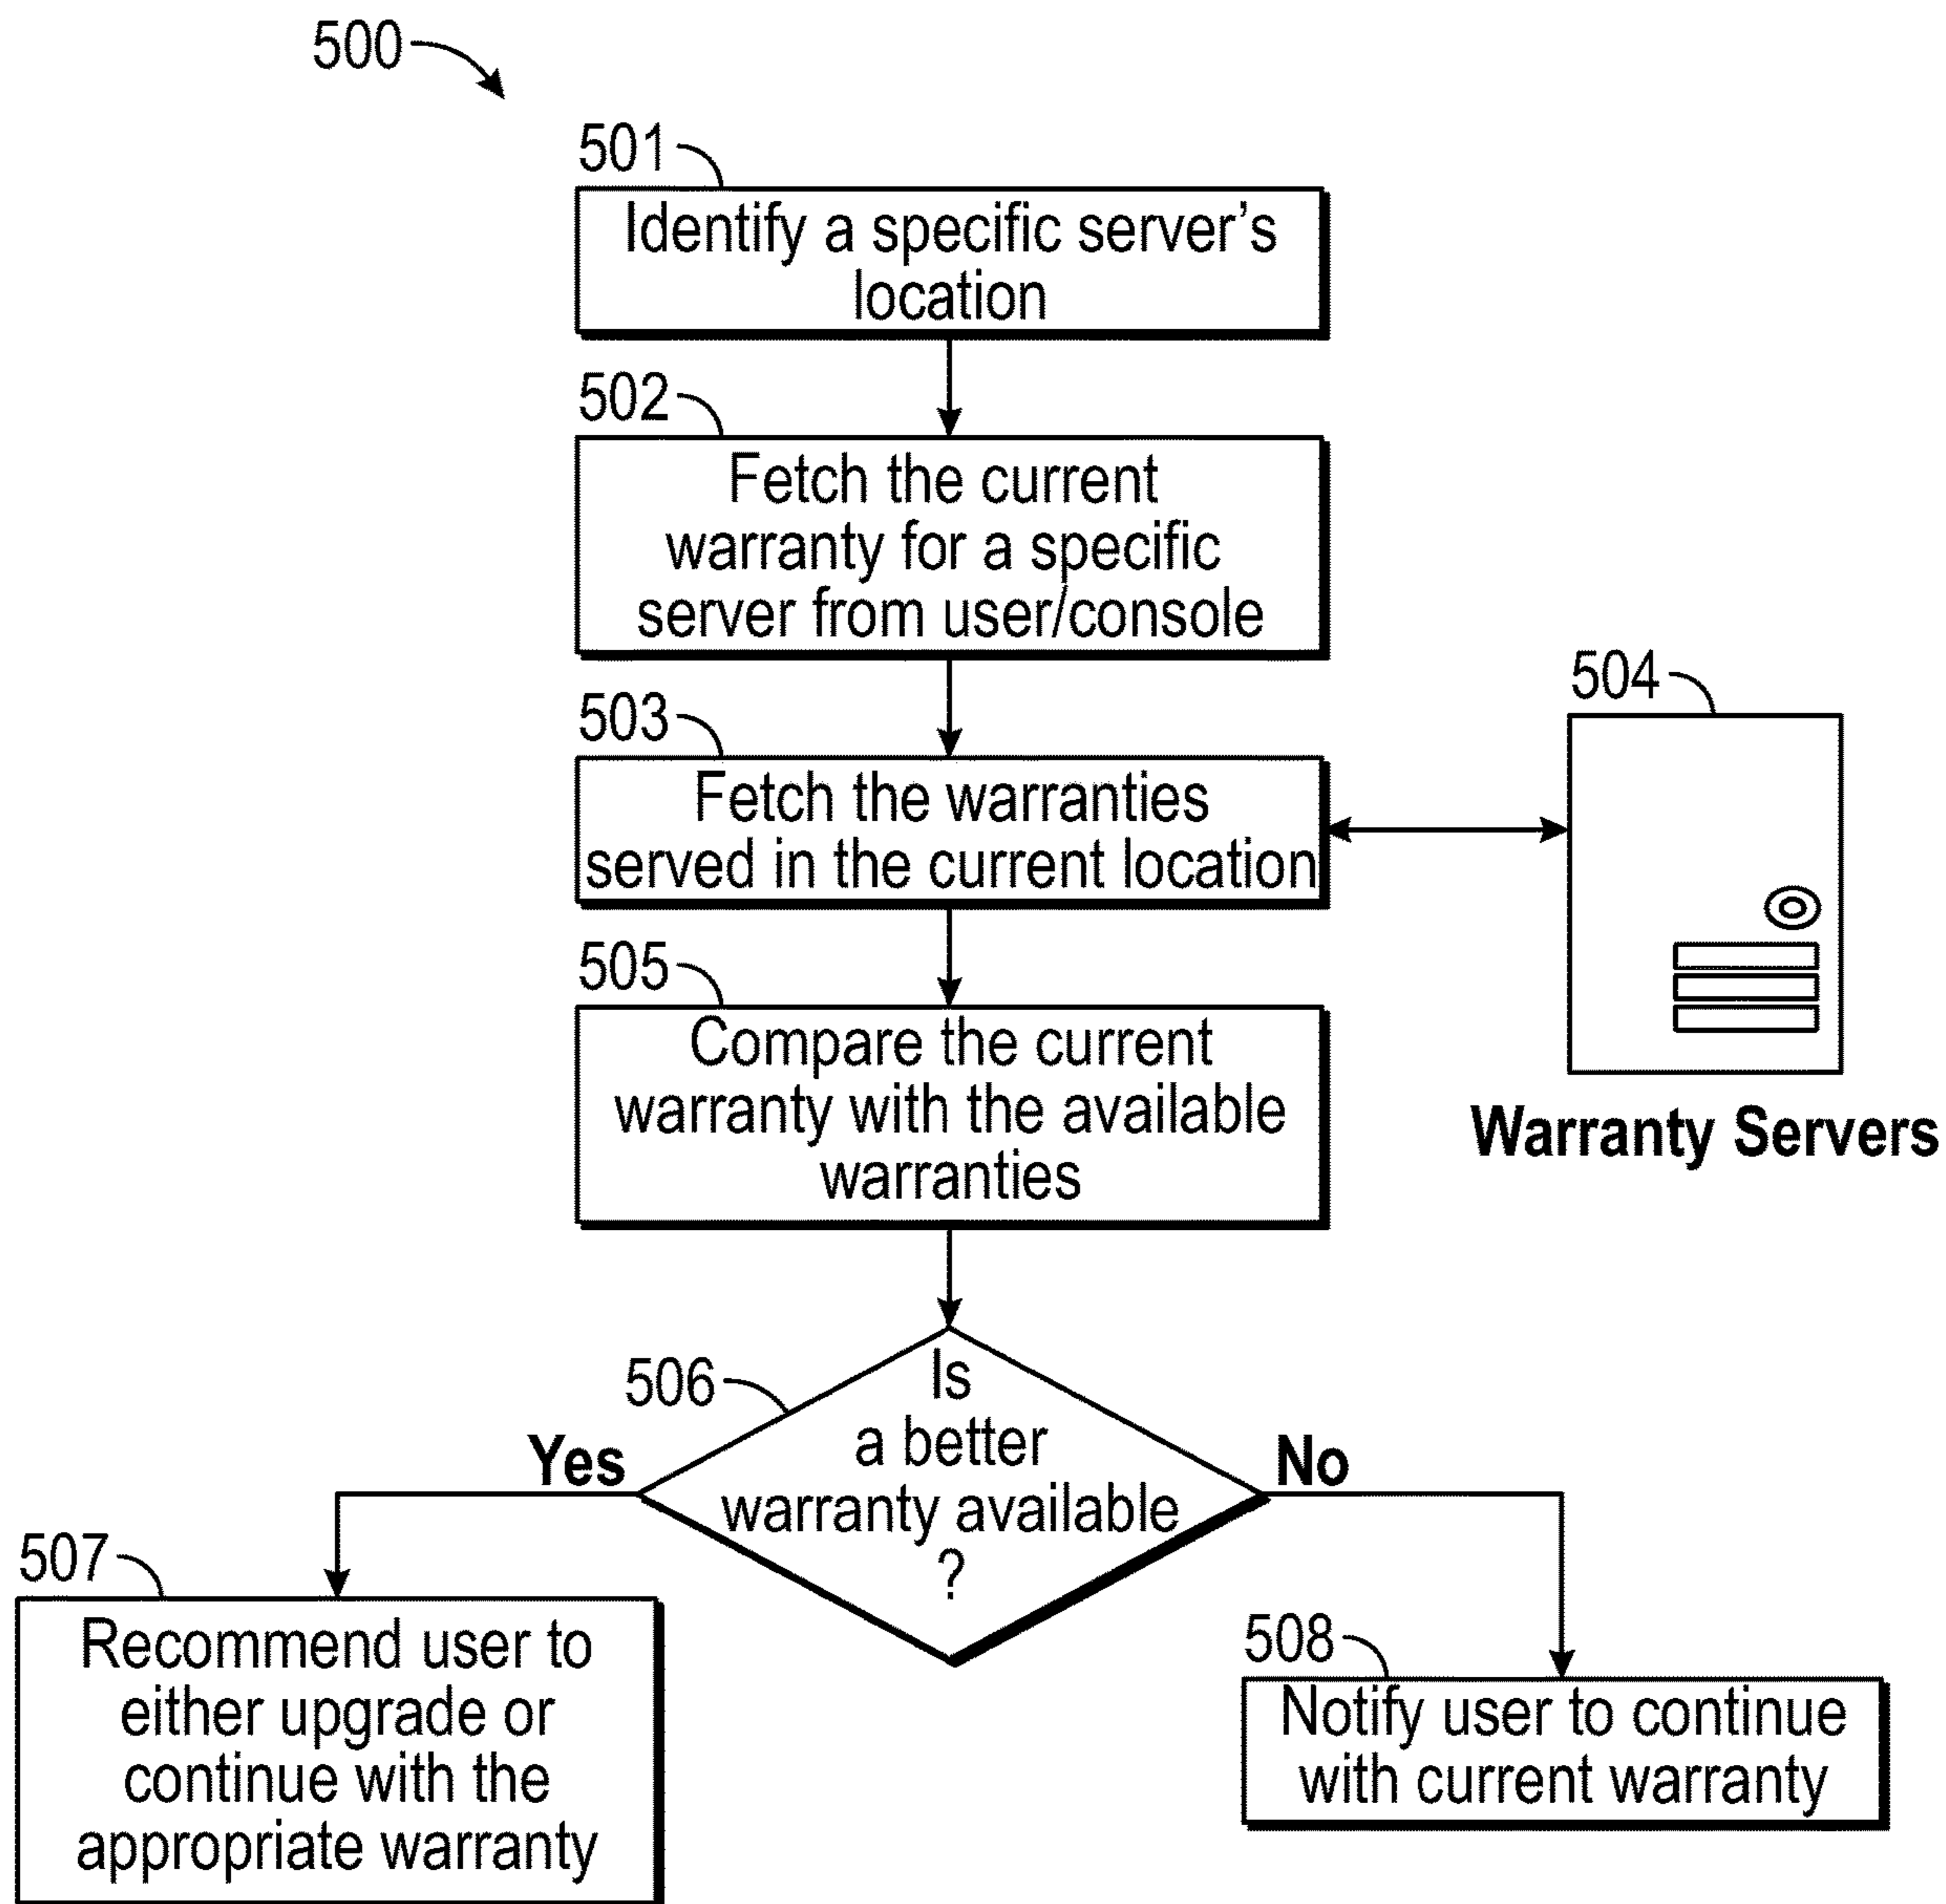 500
501
Identify a specific server's
location
502
Fetch the current
warranty for a specific
server from user/console
503
Fetch the warranties
served in the current location
504
Warranty Servers
505
Compare the current
warranty with the available
warranties
506
Is
a better
warranty available
?
Yes
No
507
Recommend user to
either upgrade or
continue with the
appropriate warranty
508
Notify user to continue
with current warranty